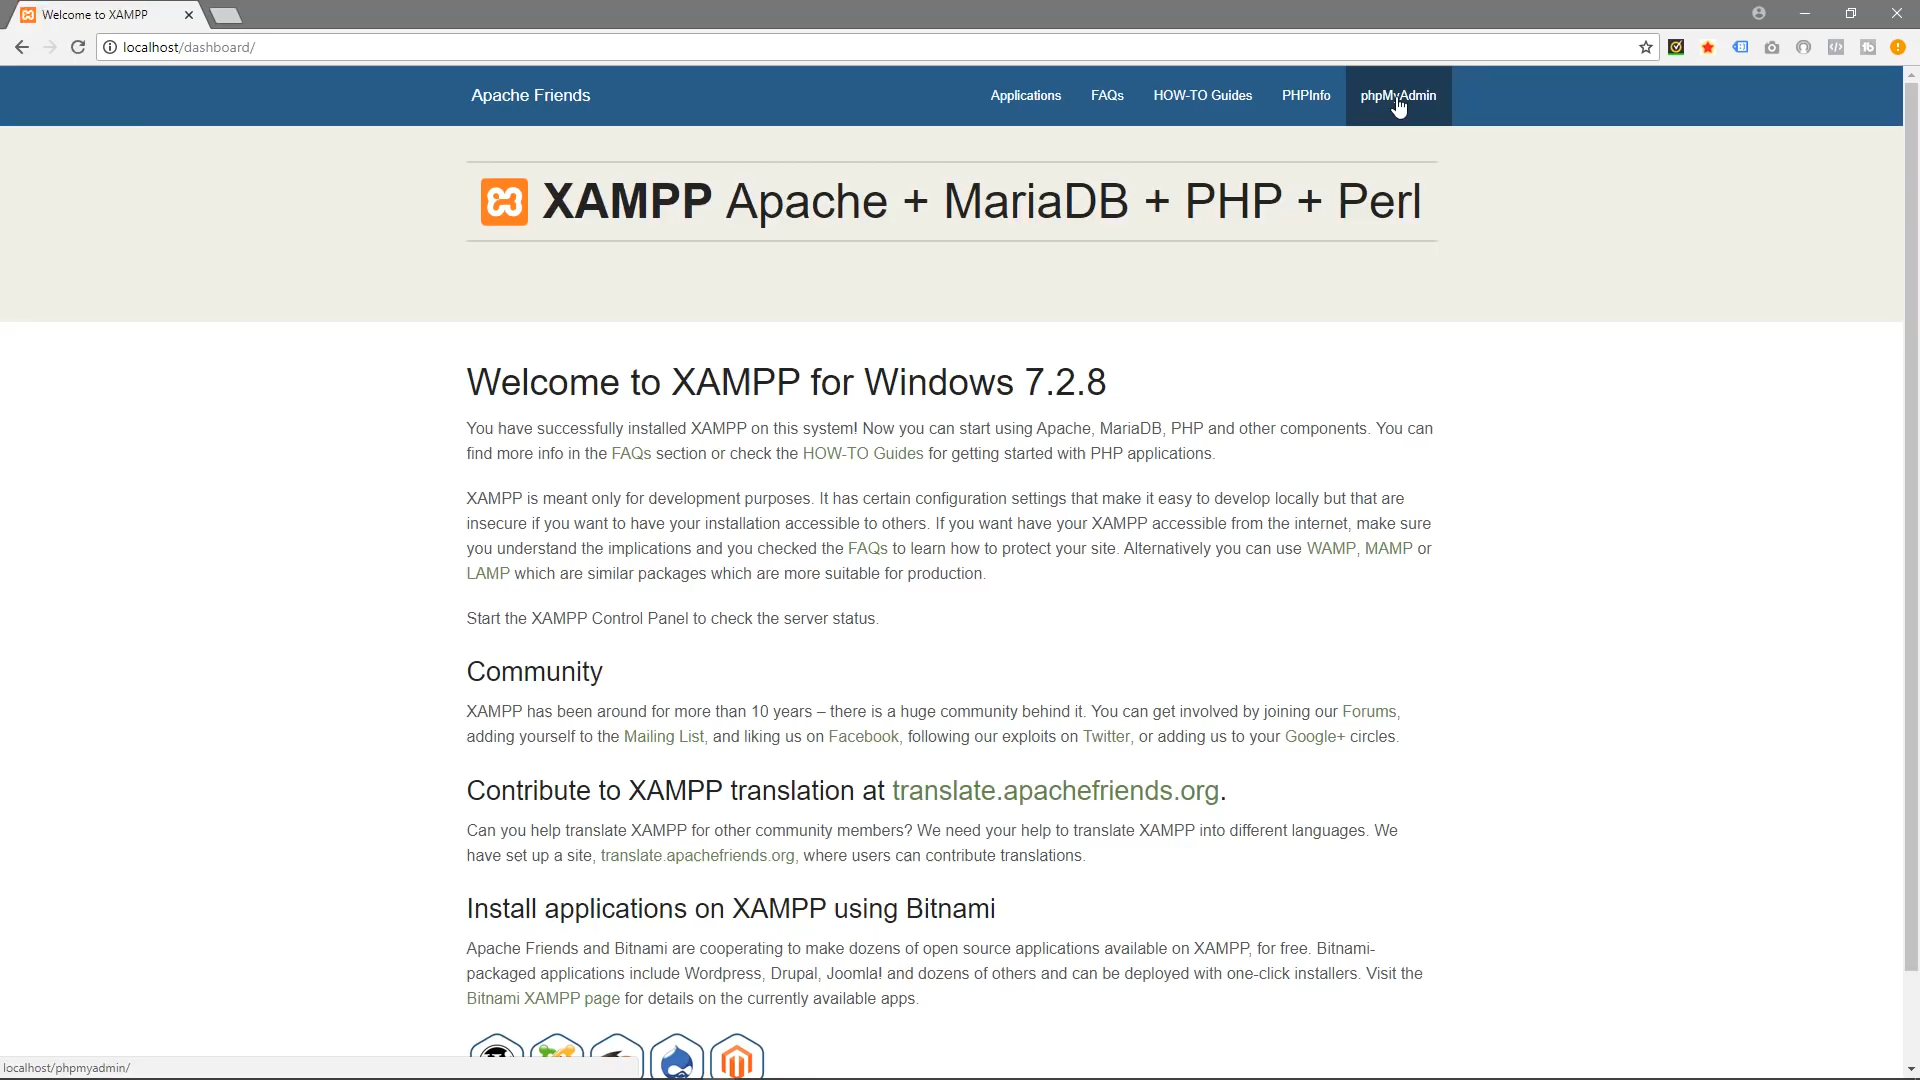 Welcome to XAMPP
localhost/dashboard/
Apache Friends
Applications
FAQs
HOW-TO Guides
PHPInfo
phpMyAdmin
XAMPP Apache + MariaDB + PHP + Perl
Welcome to XAMPP for Windows 7.2.8
You have successfully installed XAMPP on this system! Now you can start using Apache, MariaDB, PHP and other components. You can
find more info in the FAQs section or check the HOW-TO Guides for getting started with PHP applications.
XAMPP is meant only for development purposes. It has certain configuration settings that make it easy to develop locally but that are
insecure if you want to have your installation accessible to others. If you want have your XAMPP accessible from the internet, make sure
you understand the implications and you checked the FAQs to learn how to protect your site. Alternatively you can use WAMP, MAMP or
LAMP which are similar packages which are more suitable for production.
Start the XAMPP Control Panel to check the server status.
Community
XAMPP has been around for more than 10 years – there is a huge community behind it. You can get involved by joining our Forums,
adding yourself to the Mailing List, and liking us on Facebook, following our exploits on Twitter, or adding us to your Google+ circles.
Contribute to XAMPP translation at translate.apachefriends.org.
Can you help translate XAMPP for other community members? We need your help to translate XAMPP into different languages. We
have set up a site, translate.apachefriends.org, where users can contribute translations.
Install applications on XAMPP using Bitnami
Apache Friends and Bitnami are cooperating to make dozens of open source applications available on XAMPP, for free. Bitnami-
packaged applications include Wordpress, Drupal, Joomla! and dozens of others and can be deployed with one-click installers. Visit the
Bitnami XAMPP page for details on the currently available apps.
localhost/phpmyadmin/